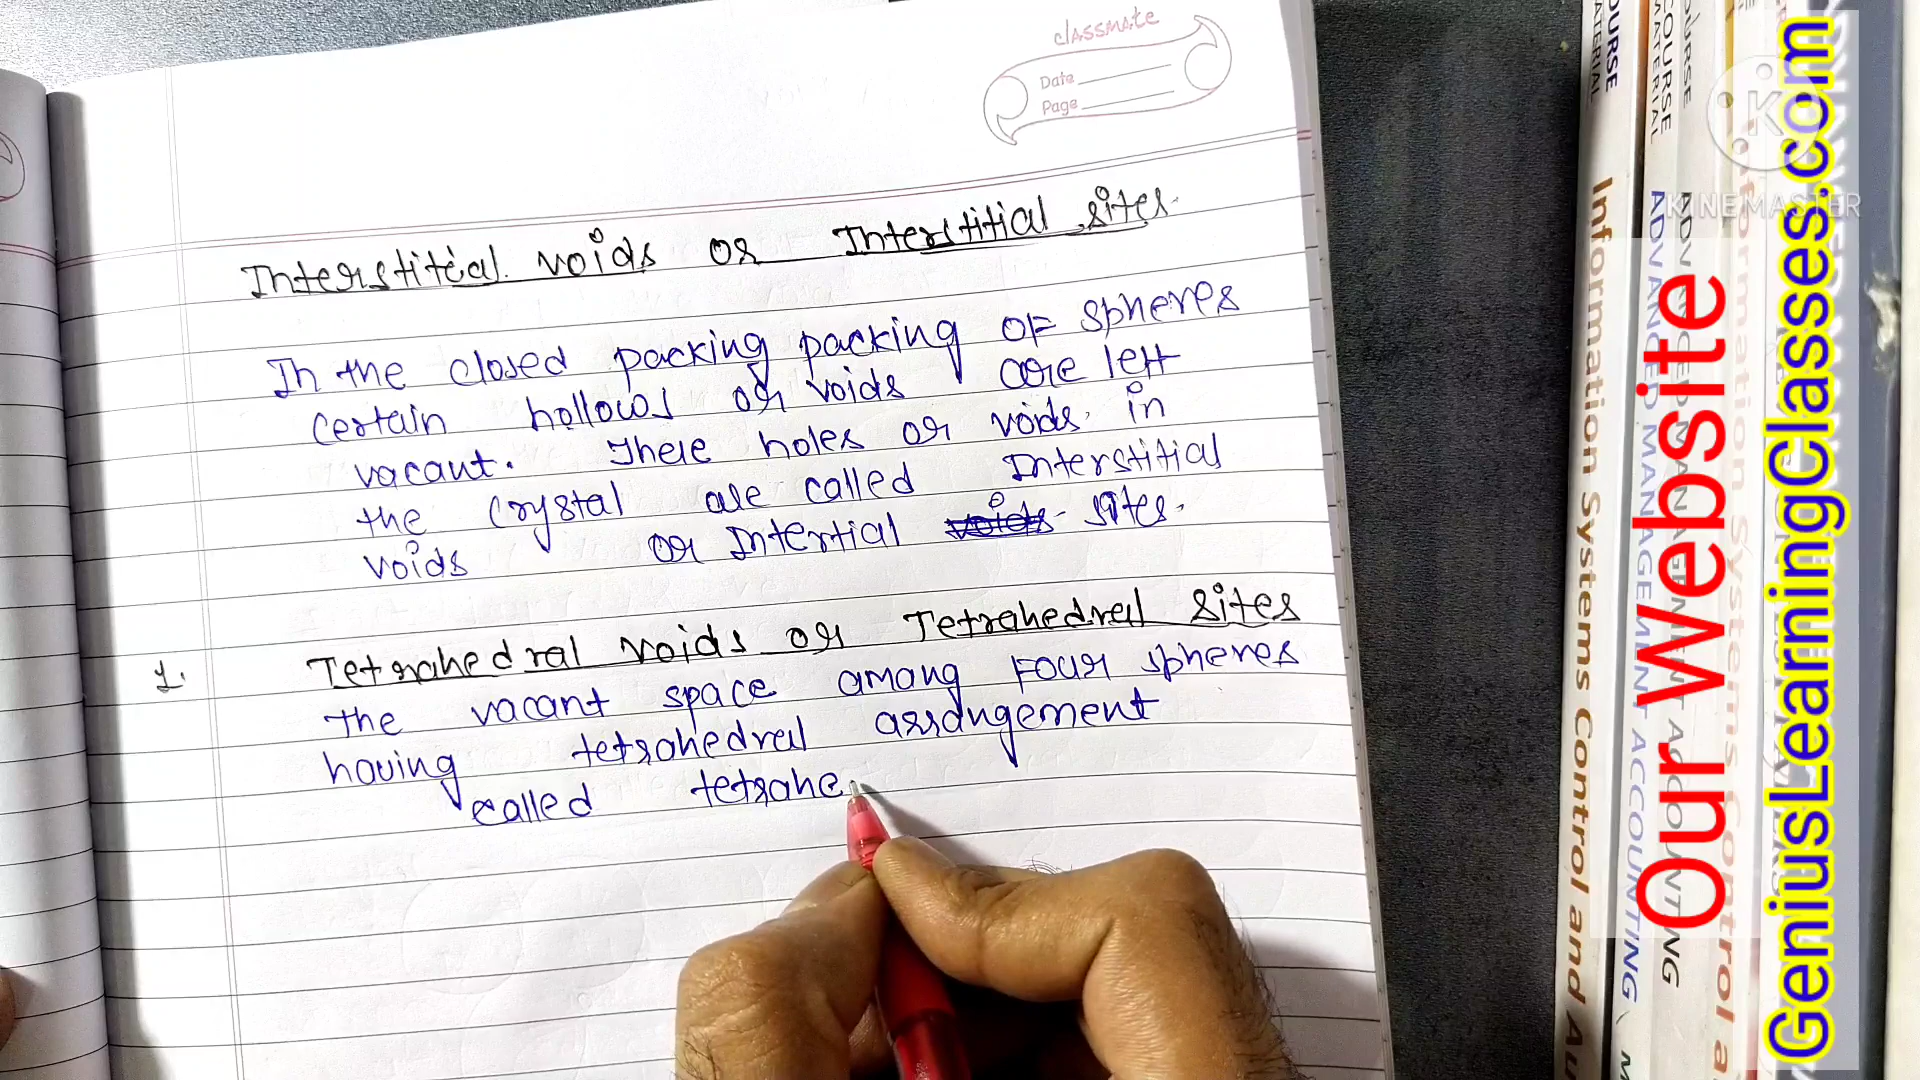 classmate
Date
Page
Interstitial voids or Interstitial sites.
In the closed packing packing of spheres
certain hollows or voids are left
vacant. These holes or voids in
the crystal are called Interstitial
voids or Intertial voids sites.
1. Tetrahedral voids or Tetrahedral sites
the vacant space among four spheres
having tetrahedral arrangement
called tetrahe
Our Website
GeniusLearningClasses.com
KINEMASTER
COURSE MATERIAL
Information Systems Control and
ADVANCED MANAGEMENT ACCOUNTING